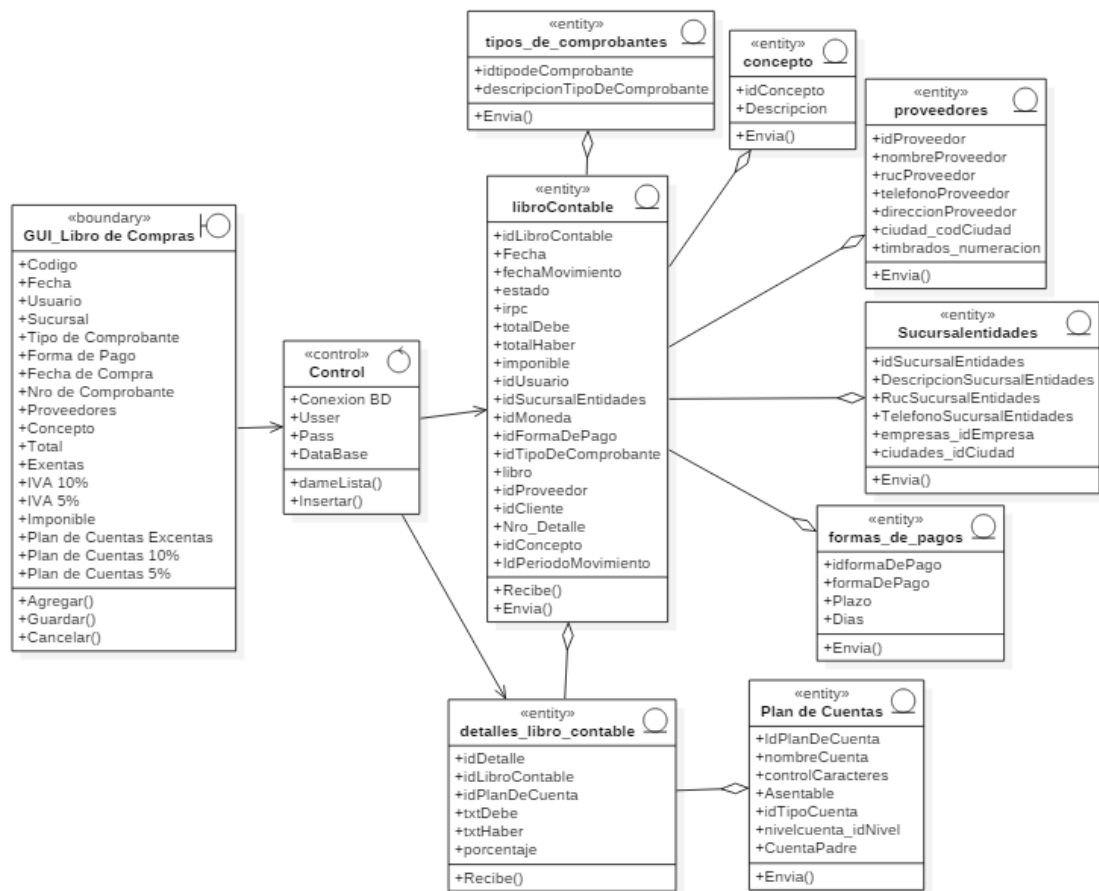 «entity»
tipos_de_comprobantes
+idtipodeComprobante
+descripcionTipoDeComprobante
+Envia()
«entity»
concepto
+idConcepto
+Descripcion
+Envia()
«entity»
proveedores
+idProveedor
+nombreProveedor
+rucProveedor
+telefonoProveedor
+direccionProveedor
+ciudad_codCiudad
+timbrados_numeracion
+Envia()
«boundary»
GUI_Libro de Compras
+Codigo
+Fecha
+Usuario
+Sucursal
+Tipo de Comprobante
+Forma de Pago
+Fecha de Compra
+Nro de Comprobante
+Proveedores
+Concepto
+Total
+Exentas
+IVA 10%
+IVA 5%
+Imponible
+Plan de Cuentas Excentas
+Plan de Cuentas 10%
+Plan de Cuentas 5%
+Agregar()
+Guardar()
+Cancelar()
«control»
Control
+Conexion BD
+Usser
+Pass
+DataBase
+dameLista()
+Insertar()
«entity»
libroContable
+idLibroContable
+Fecha
+fechaMovimiento
+estado
+irpc
+totalDebe
+totalHaber
+imponible
+idUsuario
+idSucursalEntidades
+idMoneda
+idFormaDePago
+idTipoDeComprobante
+libro
+idProveedor
+idCliente
+Nro_Detalle
+idConcepto
+IdPeriodoMovimiento
+Recibe()
+Envia()
«entity»
Sucursalentidades
+idSucursalEntidades
+DescripcionSucursalEntidades
+RucSucursalEntidades
+TelefonoSucursalEntidades
+empresas_idEmpresa
+ciudades_idCiudad
+Envia()
«entity»
formas_de_pagos
+idformaDePago
+formaDePago
+Plazo
+Dias
+Envia()
«entity»
detalles_libro_contable
+idDetalle
+idLibroContable
+idPlanDeCuenta
+txtDebe
+txtHaber
+porcentaje
+Recibe()
«entity»
Plan de Cuentas
+IdPlanDeCuenta
+nombreCuenta
+controlCaracteres
+Asentable
+idTipoCuenta
+nivelcuenta_idNivel
+CuentaPadre
+Envia()